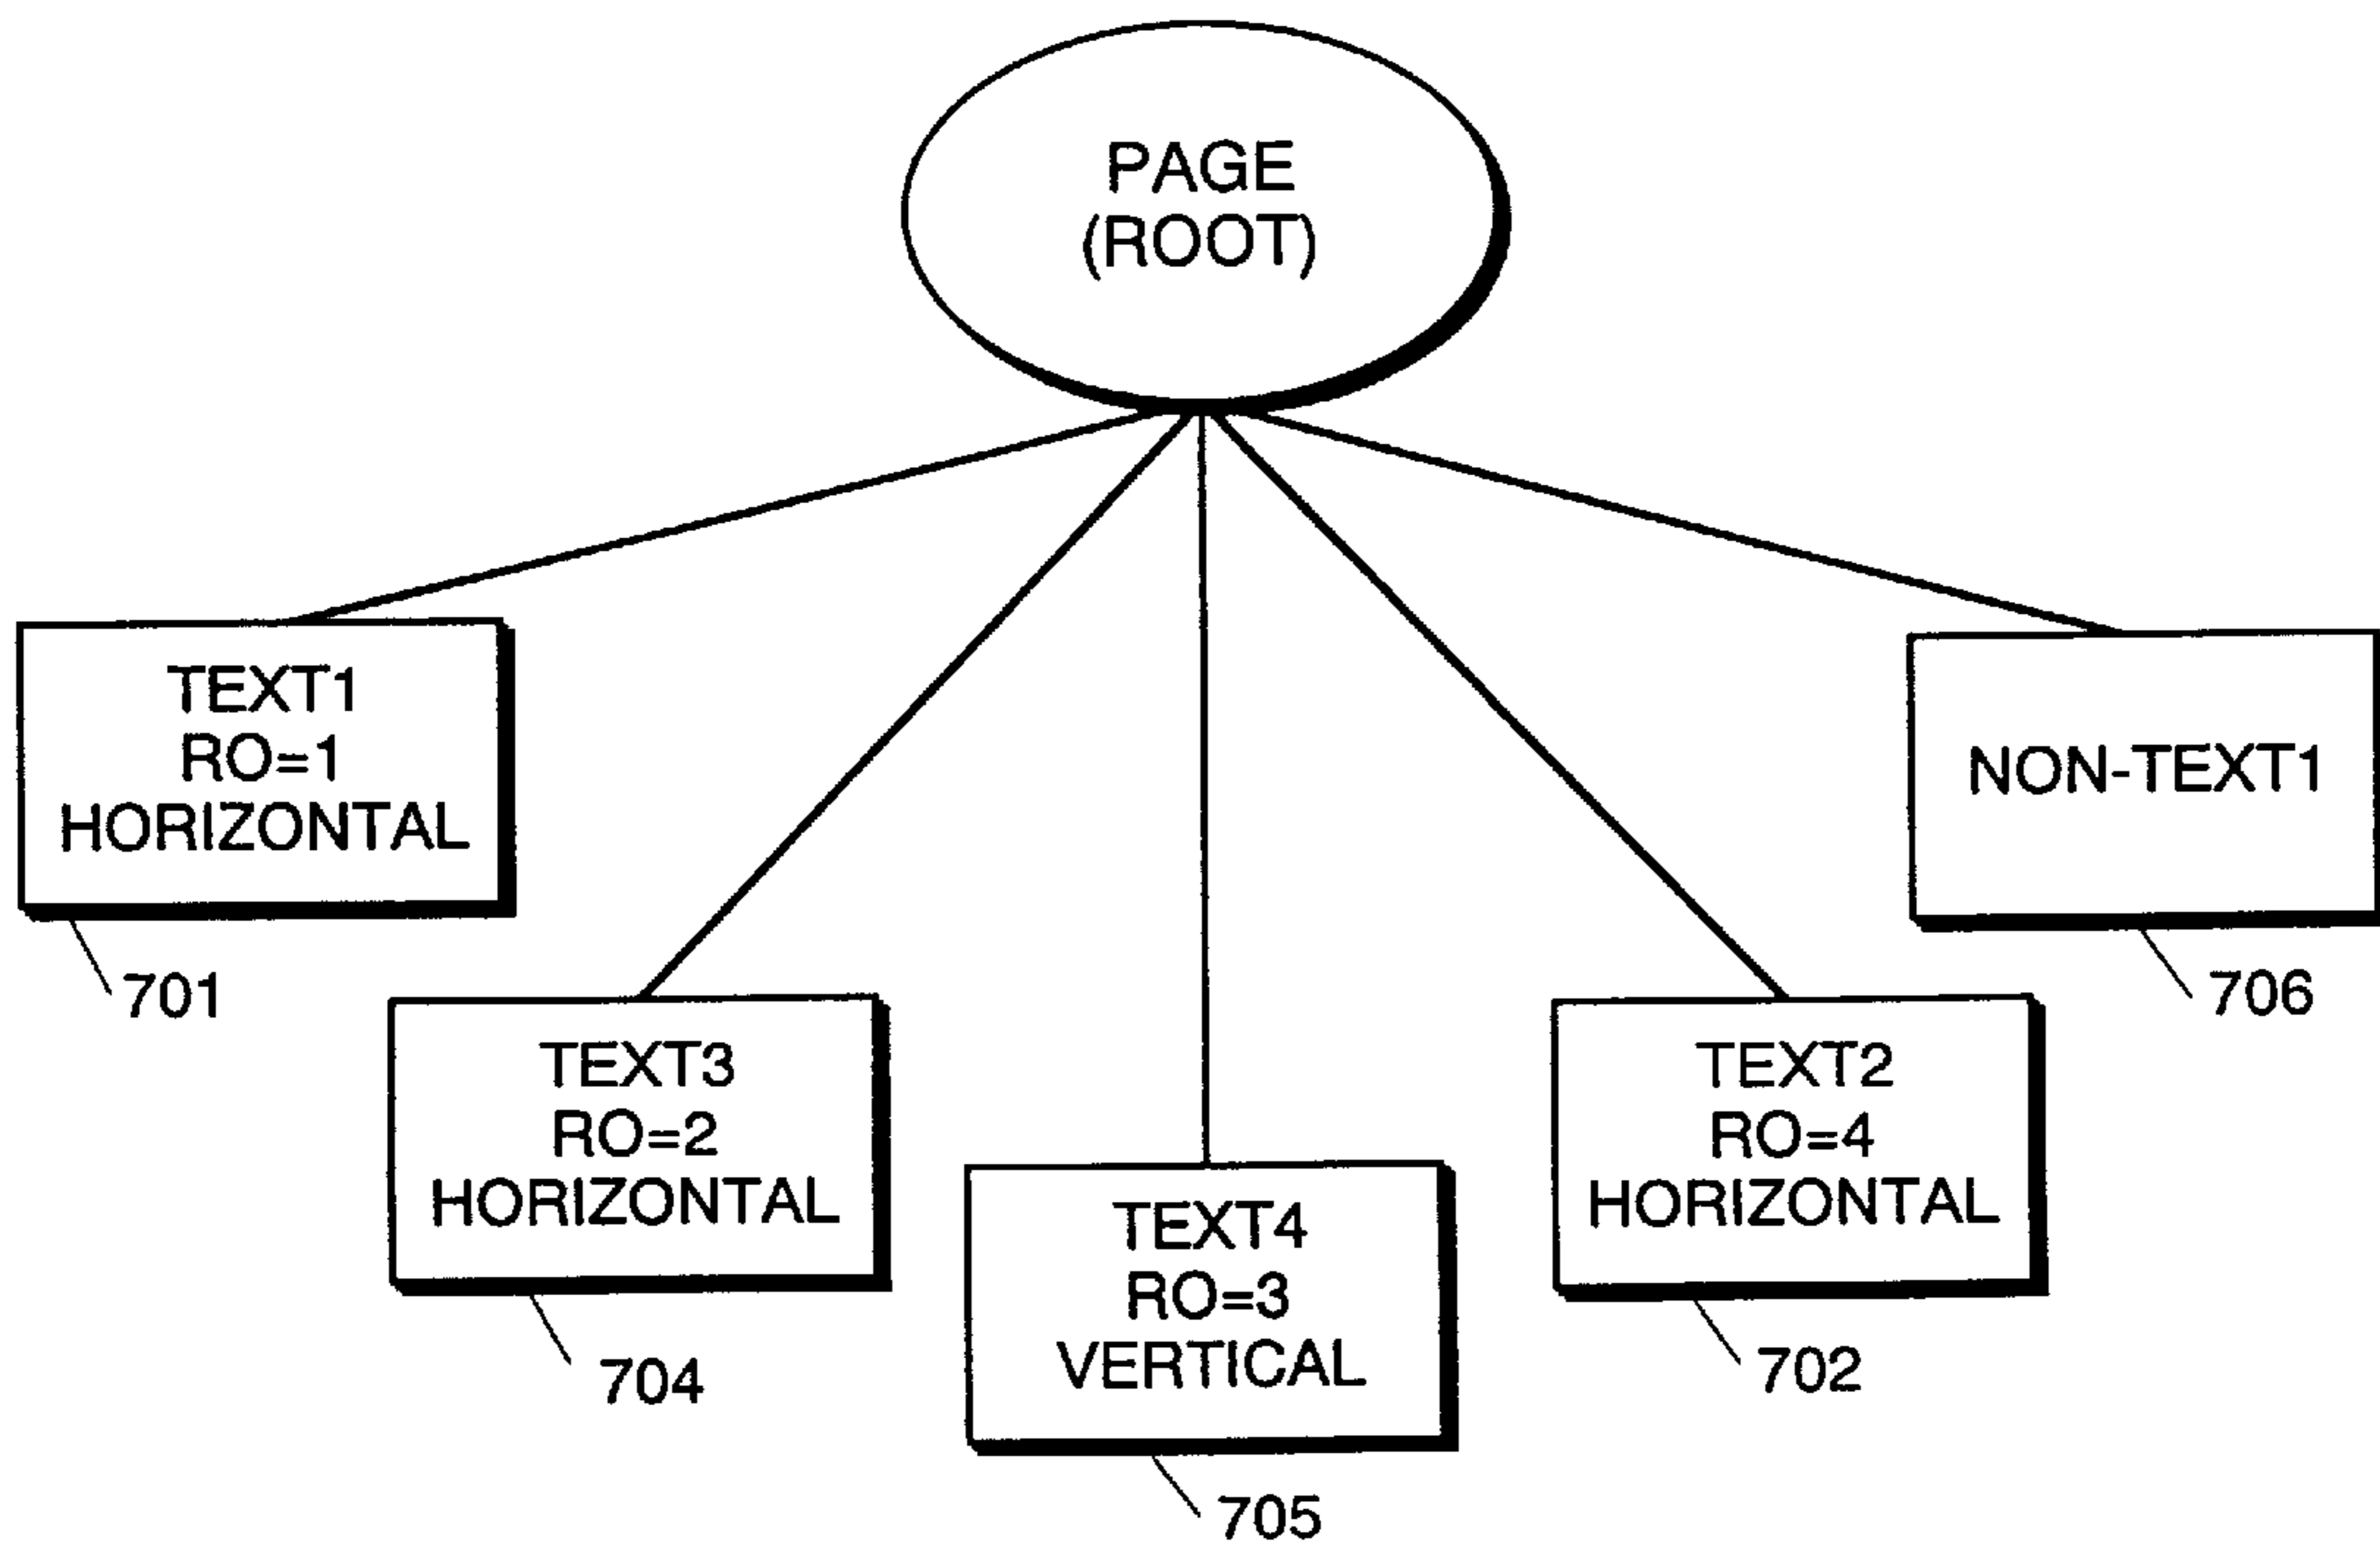 PAGE
(ROOT)
TEXT1
RO=1
HORIZONTAL
701
TEXT3
RO=2
HORIZONTAL
704
TEXT4
RO=3
VERTICAL
705
TEXT2
RO=4
HORIZONTAL
702
NON-TEXT1
706